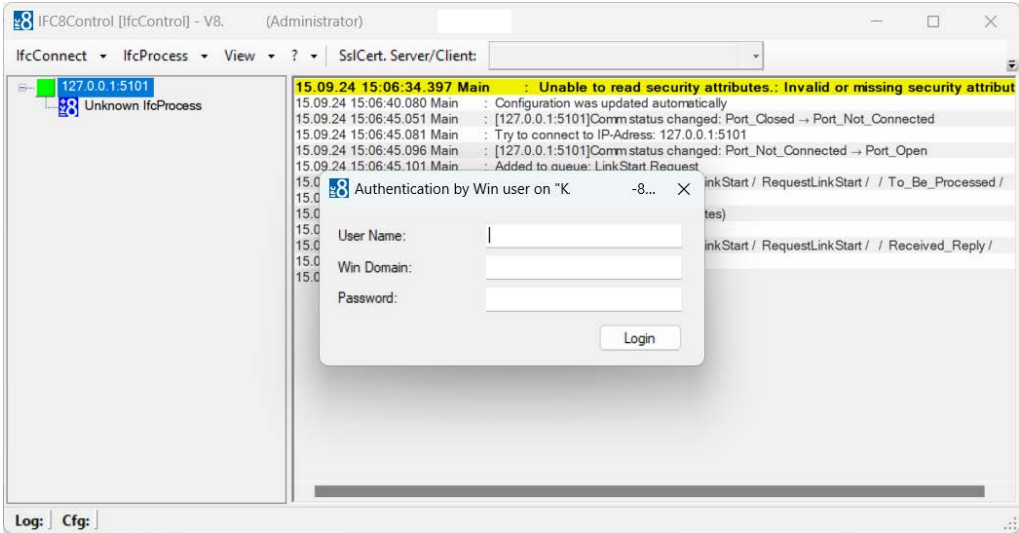 IFC8Control [IfcControl] - V8. (Administrator)
IfcConnect IfcProcess View ? SslCert. Server/Client:
127.0.0.1:5101
Unknown IfcProcess
15.09.24 15:06:34.397 Main : Unable to read security attributes.: Invalid or missing security attribut
15.09.24 15:06:40.080 Main : Configuration was updated automatically
15.09.24 15:06:45.051 Main : [127.0.0.1:5101]Comm status changed: Port_Closed → Port_Not_Connected
15.09.24 15:06:45.081 Main : Try to connect to IP-Adress: 127.0.0.1:5101
15.09.24 15:06:45.096 Main : [127.0.0.1:5101]Comm status changed: Port_Not_Connected → Port_Open
15.09.24 15:06:45.101 Main : Added to queue: LinkStart Request
15.0 inkStart / RequestLinkStart / / To_Be_Processed /
15.0
15.0 tes)
15.0
15.0 inkStart / RequestLinkStart / / Received_Reply /
15.0
15.0
Authentication by Win user on "K -8...
User Name:
Win Domain:
Password:
Login
Log: Cfg: